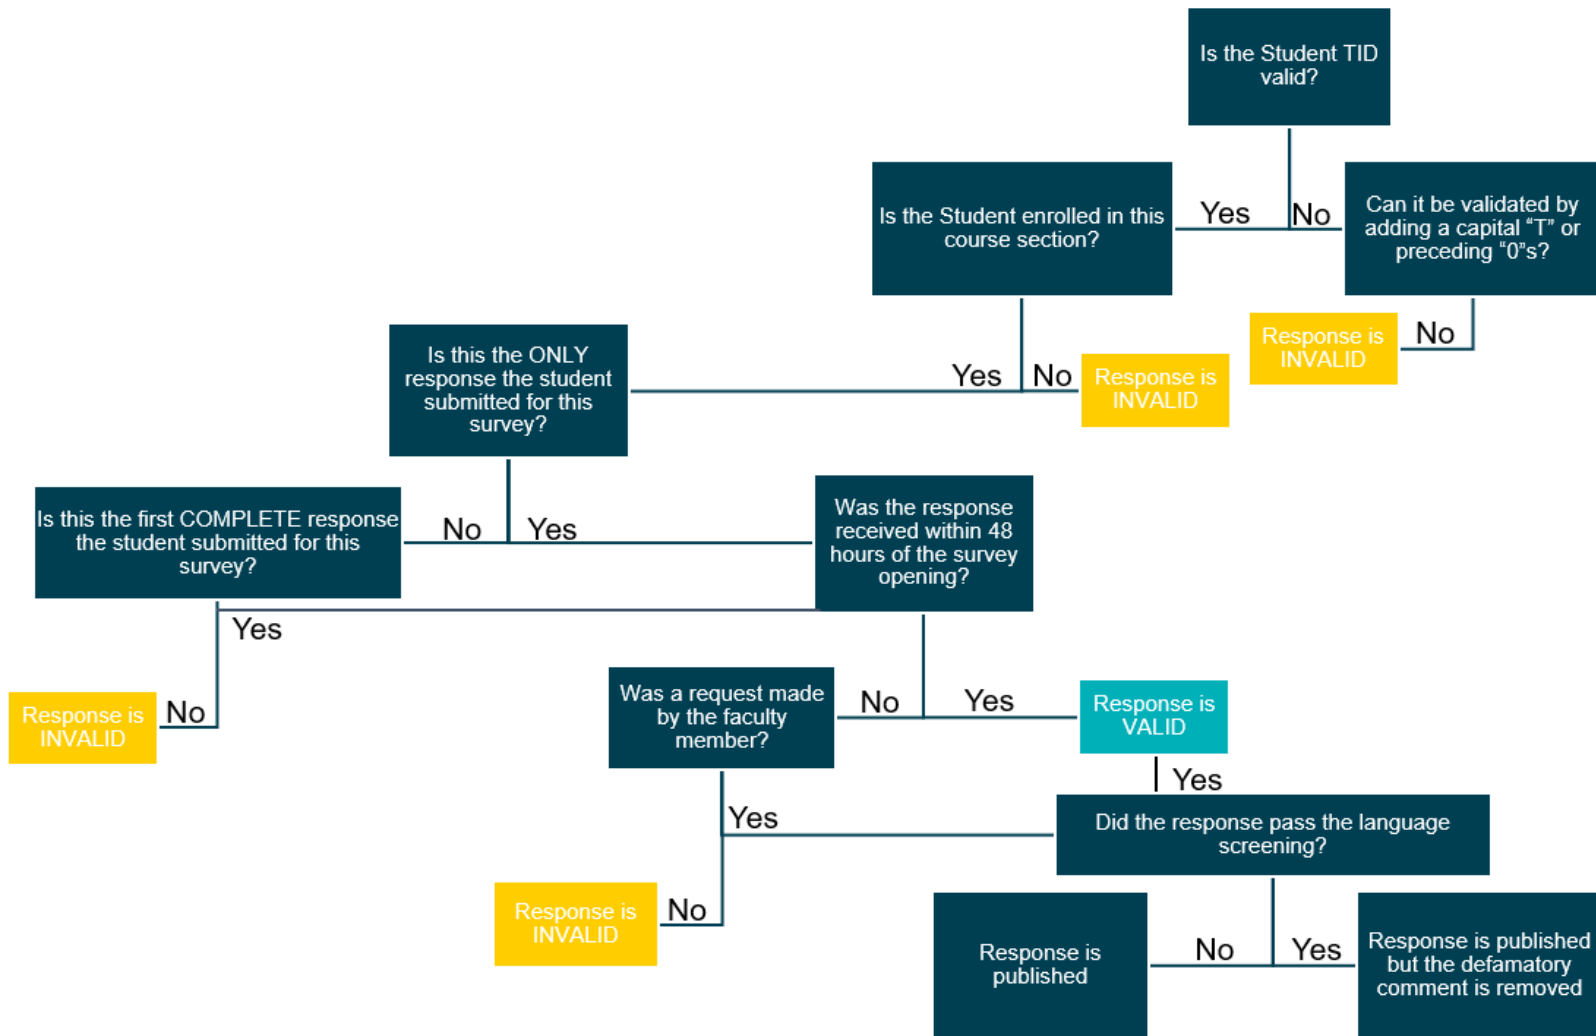 Is the Student TID
valid?
Is the Student enrolled in this
course section?
Yes
No
Can it be validated by
adding a capital “T” or
preceding “0”s?
Response is
INVALID
No
Is this the ONLY
response the student
submitted for this
survey?
Yes
No
Response is
INVALID
Is this the first COMPLETE response
the student submitted for this
survey?
No
Yes
Was the response
received within 48
hours of the survey
opening?
Yes
Response is
INVALID
No
Was a request made
by the faculty
member?
No
Yes
Response is
VALID
Yes
Yes
Did the response pass the language
screening?
Response is
INVALID
No
Response is
published
No
Yes
Response is published
but the defamatory
comment is removed